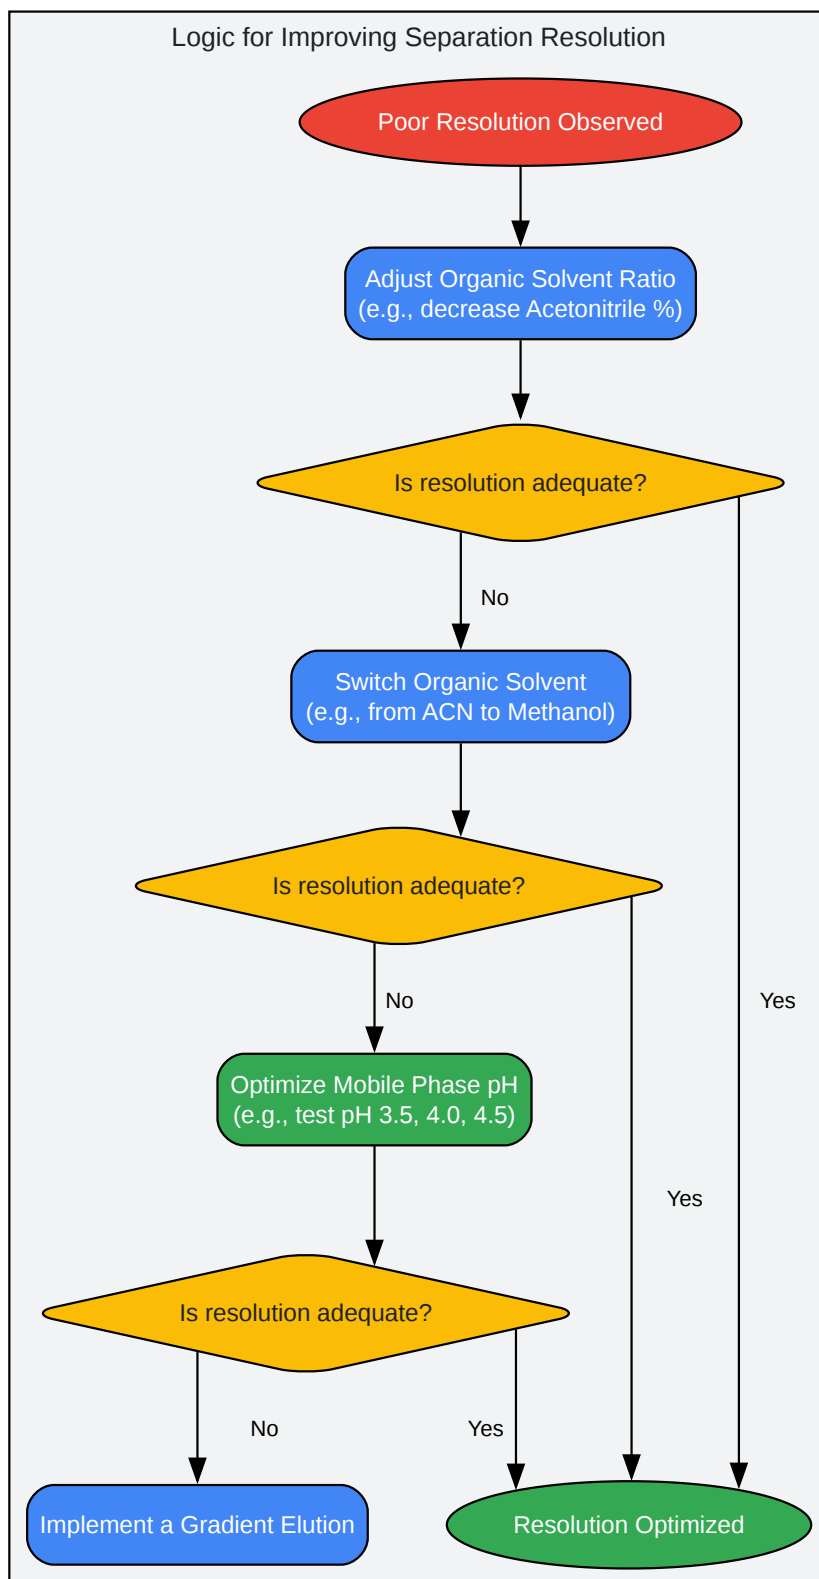 Logic for Improving Separation Resolution
Poor Resolution Observed
Adjust Organic Solvent Ratio
(e.g., decrease Acetonitrile %)
Is resolution adequate?
No
Switch Organic Solvent
(e.g., from ACN to Methanol)
Is resolution adequate?
No
Yes
Optimize Mobile Phase pH
(e.g., test pH 3.5, 4.0, 4.5)
Yes
Is resolution adequate?
No
Yes
Implement a Gradient Elution
Resolution Optimized